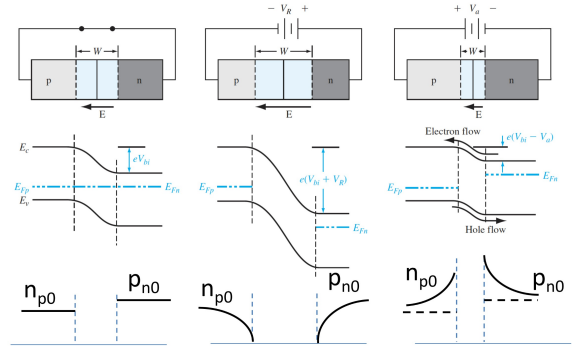 − V_R +
+ V_a −
W
W
W
p
n
p
n
p
n
E
E
E
E_c
eV_bi
E_Fp
E_Fn
E_v
e(V_bi + V_R)
E_Fp
E_Fn
Electron flow
e(V_bi − V_a)
E_Fn
E_Fp
Hole flow
n_p0
p_n0
n_p0
p_n0
n_p0
p_n0